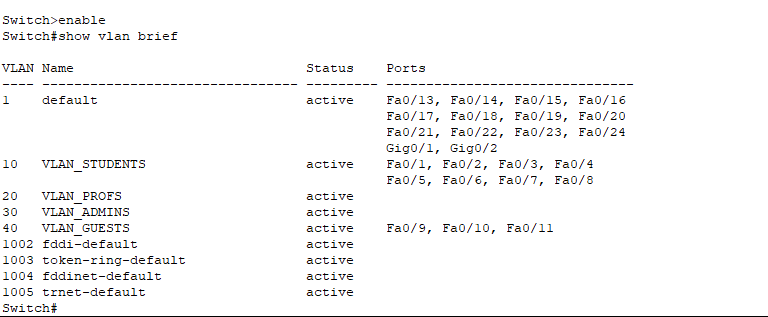 Switch>enable
Switch#show vlan brief
VLAN Name                             Status    Ports
---- -------------------------------- --------- -------------------------------
1    default                          active    Fa0/13, Fa0/14, Fa0/15, Fa0/16
                                                Fa0/17, Fa0/18, Fa0/19, Fa0/20
                                                Fa0/21, Fa0/22, Fa0/23, Fa0/24
                                                Gig0/1, Gig0/2
10   VLAN_STUDENTS                    active    Fa0/1, Fa0/2, Fa0/3, Fa0/4
                                                Fa0/5, Fa0/6, Fa0/7, Fa0/8
20   VLAN_PROFS                       active
30   VLAN_ADMINS                      active
40   VLAN_GUESTS                      active    Fa0/9, Fa0/10, Fa0/11
1002 fddi-default                     active
1003 token-ring-default               active
1004 fddinet-default                  active
1005 trnet-default                    active
Switch#